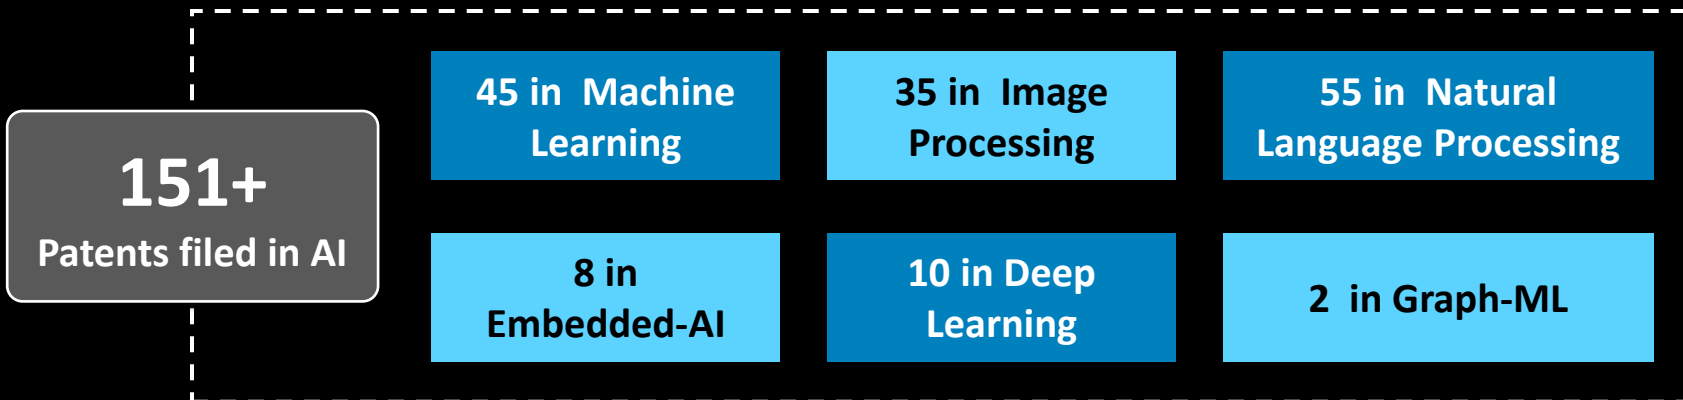 151+
Patents filed in AI
45 in  Machine
Learning
35 in  Image
Processing
55 in  Natural
Language Processing
8 in
Embedded-AI
10 in Deep
Learning
2  in Graph-ML